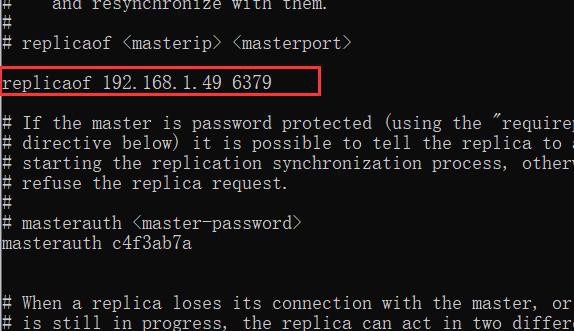 #    and resynchronize with them.
#
# replicaof <masterip> <masterport>
replicaof 192.168.1.49 6379
# If the master is password protected (using the "requirep
# directive below) it is possible to tell the replica to a
# starting the replication synchronization process, otherw
# refuse the replica request.
#
# masterauth <master-password>
masterauth c4f3ab7a
# When a replica loses its connection with the master, or
# is still in progress, the replica can act in two differ